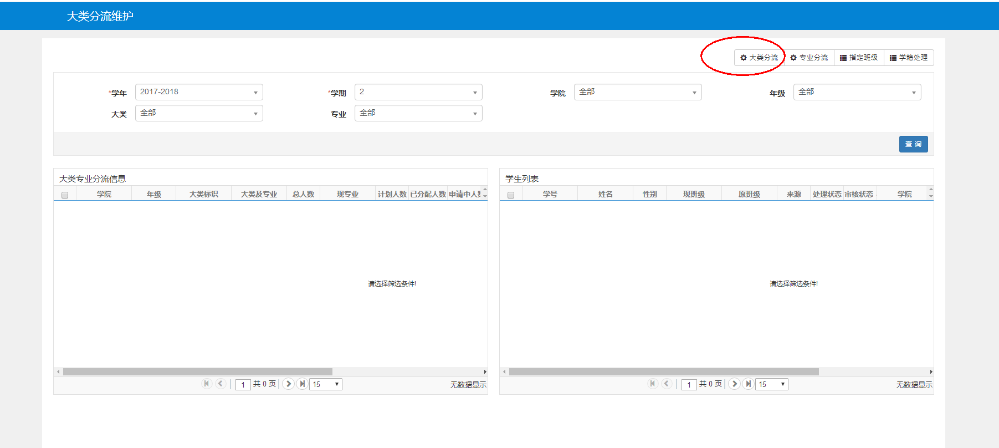 大类分流维护
大类分流 专业分流 指定班级 学籍处理
*学年 2017-2018 *学期 2 学院 全部 年级 全部
大类 全部 专业 全部
查 询
大类专业分流信息
学院 年级 大类标识 大类及专业 总人数 现专业 计划人数 已分配人数 申请中人数
请选择筛选条件!
1 共 0 页 15 无数据显示
学生列表
学号 姓名 性别 现班级 原班级 来源 处理状态 审核状态 学院
请选择筛选条件!
1 共 0 页 15 无数据显示